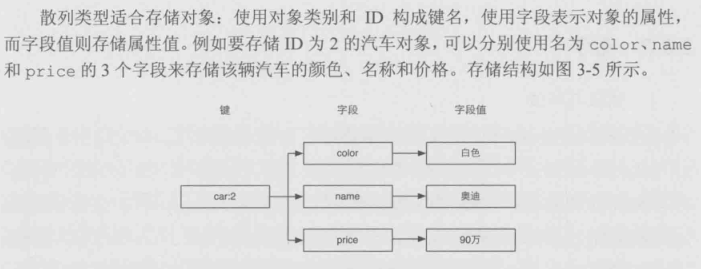 散列类型适合存储对象：使用对象类别和 ID 构成键名，使用字段表示对象的属性，
而字段值则存储属性值。例如要存储 ID 为 2 的汽车对象，可以分别使用名为 color、name
和 price 的 3 个字段来存储该辆汽车的颜色、名称和价格。存储结构如图 3-5 所示。
键 字段 字段值
color 白色
car:2 name 奥迪
price 90万